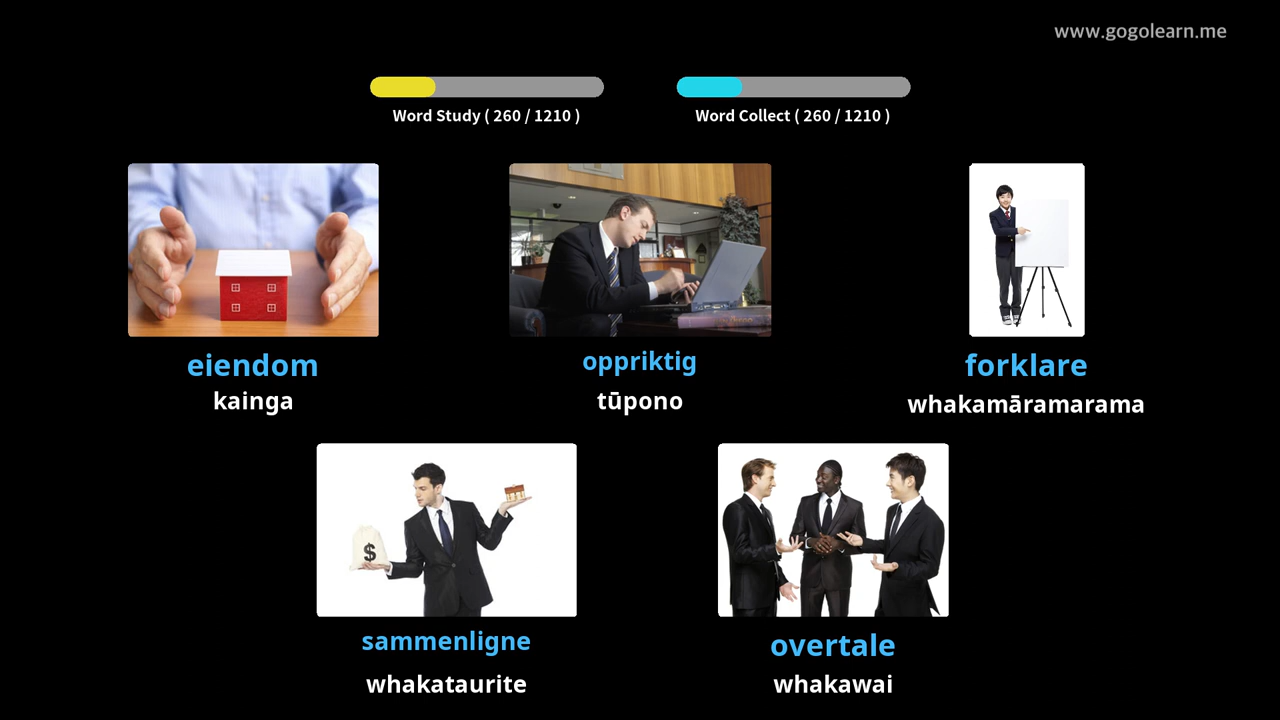 www.gogolearn.me
Word Study ( 260 / 1210 )
Word Collect ( 260 / 1210 )
eiendom
kainga
oppriktig
tūpono
forklare
whakamāramarama
$
sammenligne
whakataurite
overtale
whakawai